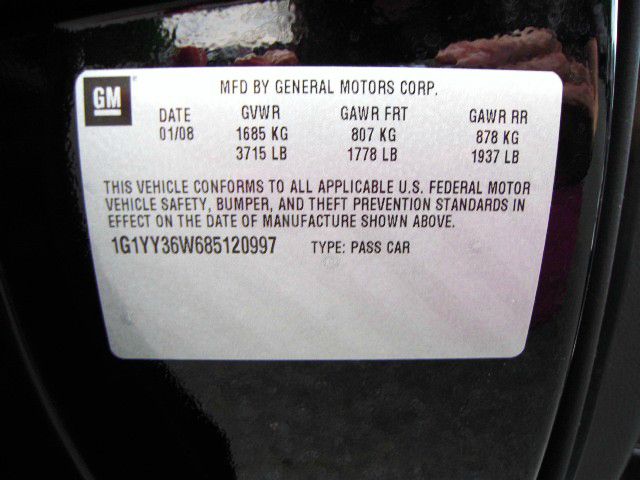 GM
MFD BY GENERAL MOTORS CORP.
DATE GVWR GAWR FRT GAWR RR
01/08 1685 KG 807 KG 878 KG
3715 LB 1778 LB 1937 LB
THIS VEHICLE CONFORMS TO ALL APPLICABLE U.S. FEDERAL MOTOR
VEHICLE SAFETY, BUMPER, AND THEFT PREVENTION STANDARDS IN
EFFECT ON THE DATE OF MANUFACTURE SHOWN ABOVE.
1G1YY36W685120997 TYPE: PASS CAR